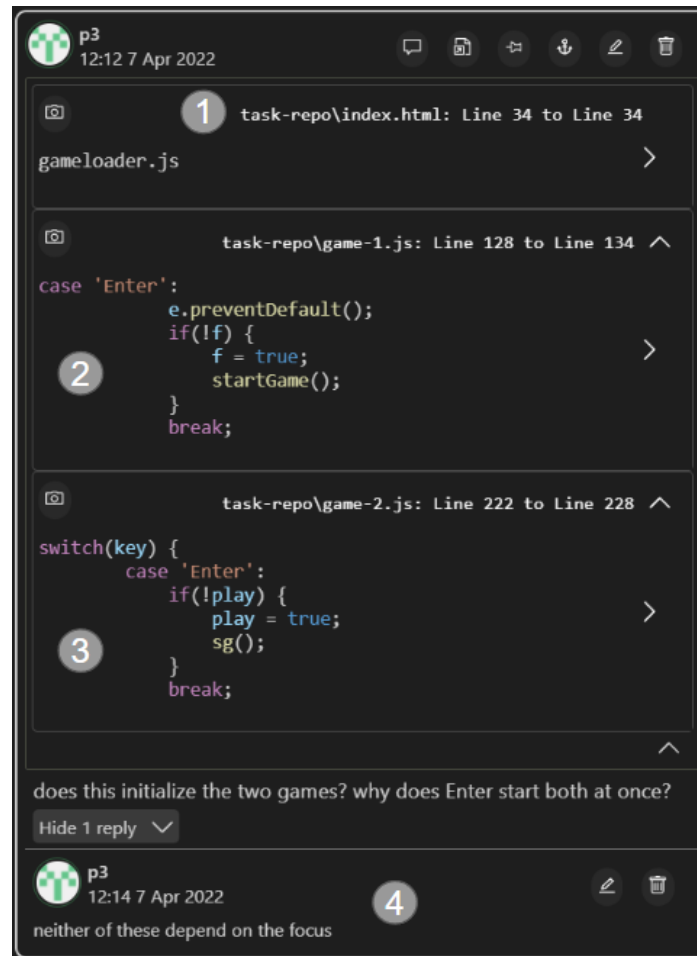 p3
12:12 7 Apr 2022
1
task-repo\index.html: Line 34 to Line 34
gameloader.js
task-repo\game-1.js: Line 128 to Line 134
case 'Enter':
e.preventDefault();
if(!f) {
f = true;
2
startGame();
}
break;
task-repo\game-2.js: Line 222 to Line 228
switch(key) {
case 'Enter':
if(!play) {
play = true;
3
sg();
}
break;
does this initialize the two games? why does Enter start both at once?
Hide 1 reply
p3
12:14 7 Apr 2022
4
neither of these depend on the focus